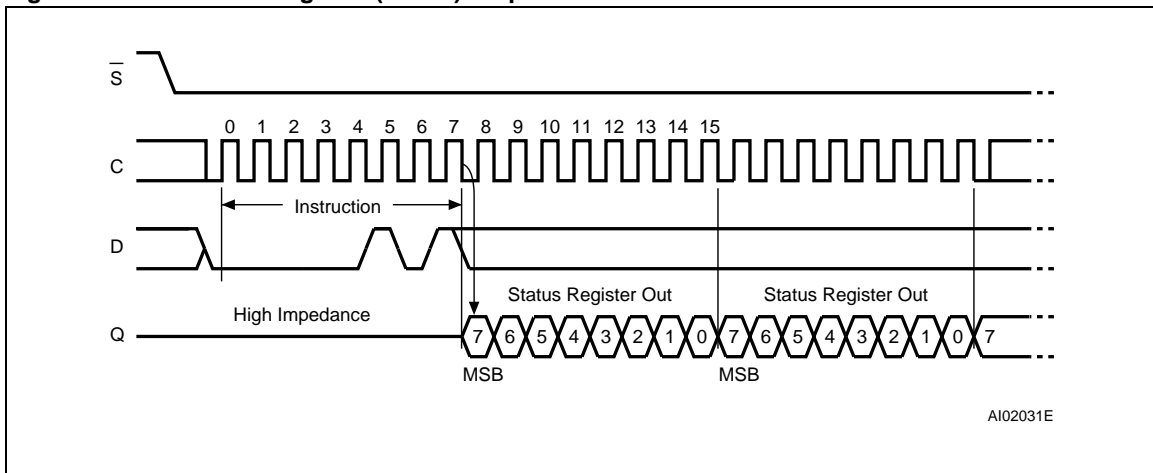 S
0 1 2 3 4 5 6 7 8 9 10 11 12 13 14 15
C
Instruction
D
Status Register Out Status Register Out
High Impedance
Q 7 6 5 4 3 2 1 0 7 6 5 4 3 2 1 0 7
MSB MSB
AI02031E